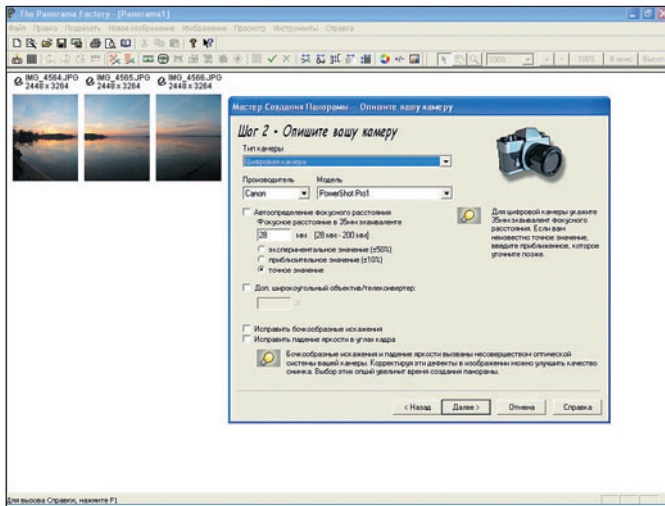 The Panorama Factory - [Panorama1]
Файл Правка Подрезать Новое изображение Изображение Просмотр Инструменты Справка
100% 100% В окно
IMG_4564.JPG IMG_4565.JPG IMG_4566.JPG
2448 x 3264 2448 x 3264 2448 x 3264
Мастер Создания Панорамы -- Опишите вашу камеру
Шаг 2 - Опишите вашу камеру
Тип камеры
Цифровая камера
Производитель Модель
Canon PowerShot Pro1
Автоопределение фокусного расстояния
Фокусное расстояние в 35мм эквиваленте
28 мм [28 мм - 200 мм]
экспериментальное значение (±50%)
приблизительное значение (±10%)
точное значение
Для цифровой камеры укажите
35мм эквивалент фокусного
расстояния. Если вам
неизвестно точное значение,
введите приближенное, которое
уточните позже.
Доп. широкоугольный объектив/телеконвертер:
Исправить бочкообразные искажения
Исправить падение яркости в углах кадра
Бочкообразные искажения и падение яркости вызваны несовершенством оптической
системы вашей камеры. Корректируя эти дефекты в изображении можно улучшить качество
снимка. Выбор этих опций увеличит время создания панорамы.
< Назад Далее > Отмена Справка
Для вызова Справки, нажмите F1